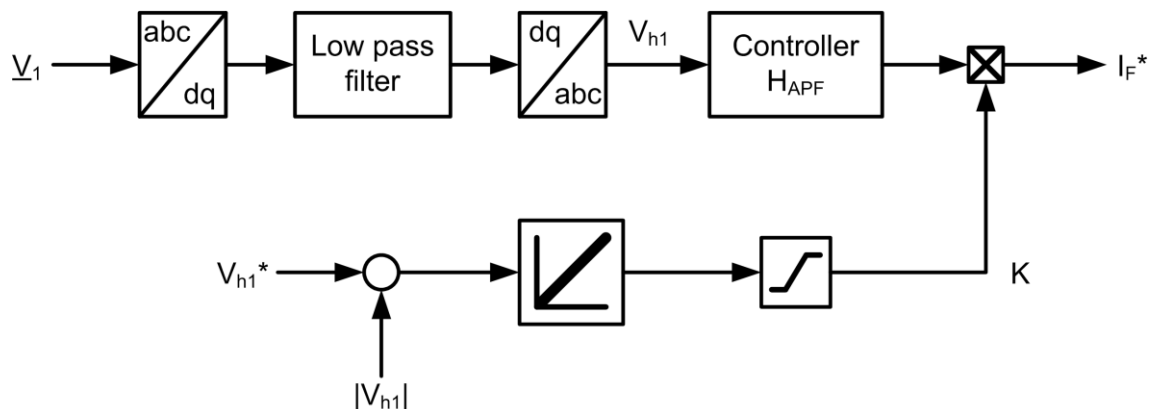 V1
abc
dq
Low pass
filter
dq
abc
Vh1
Controller
HAPF
IF*
Vh1*
|Vh1|
K